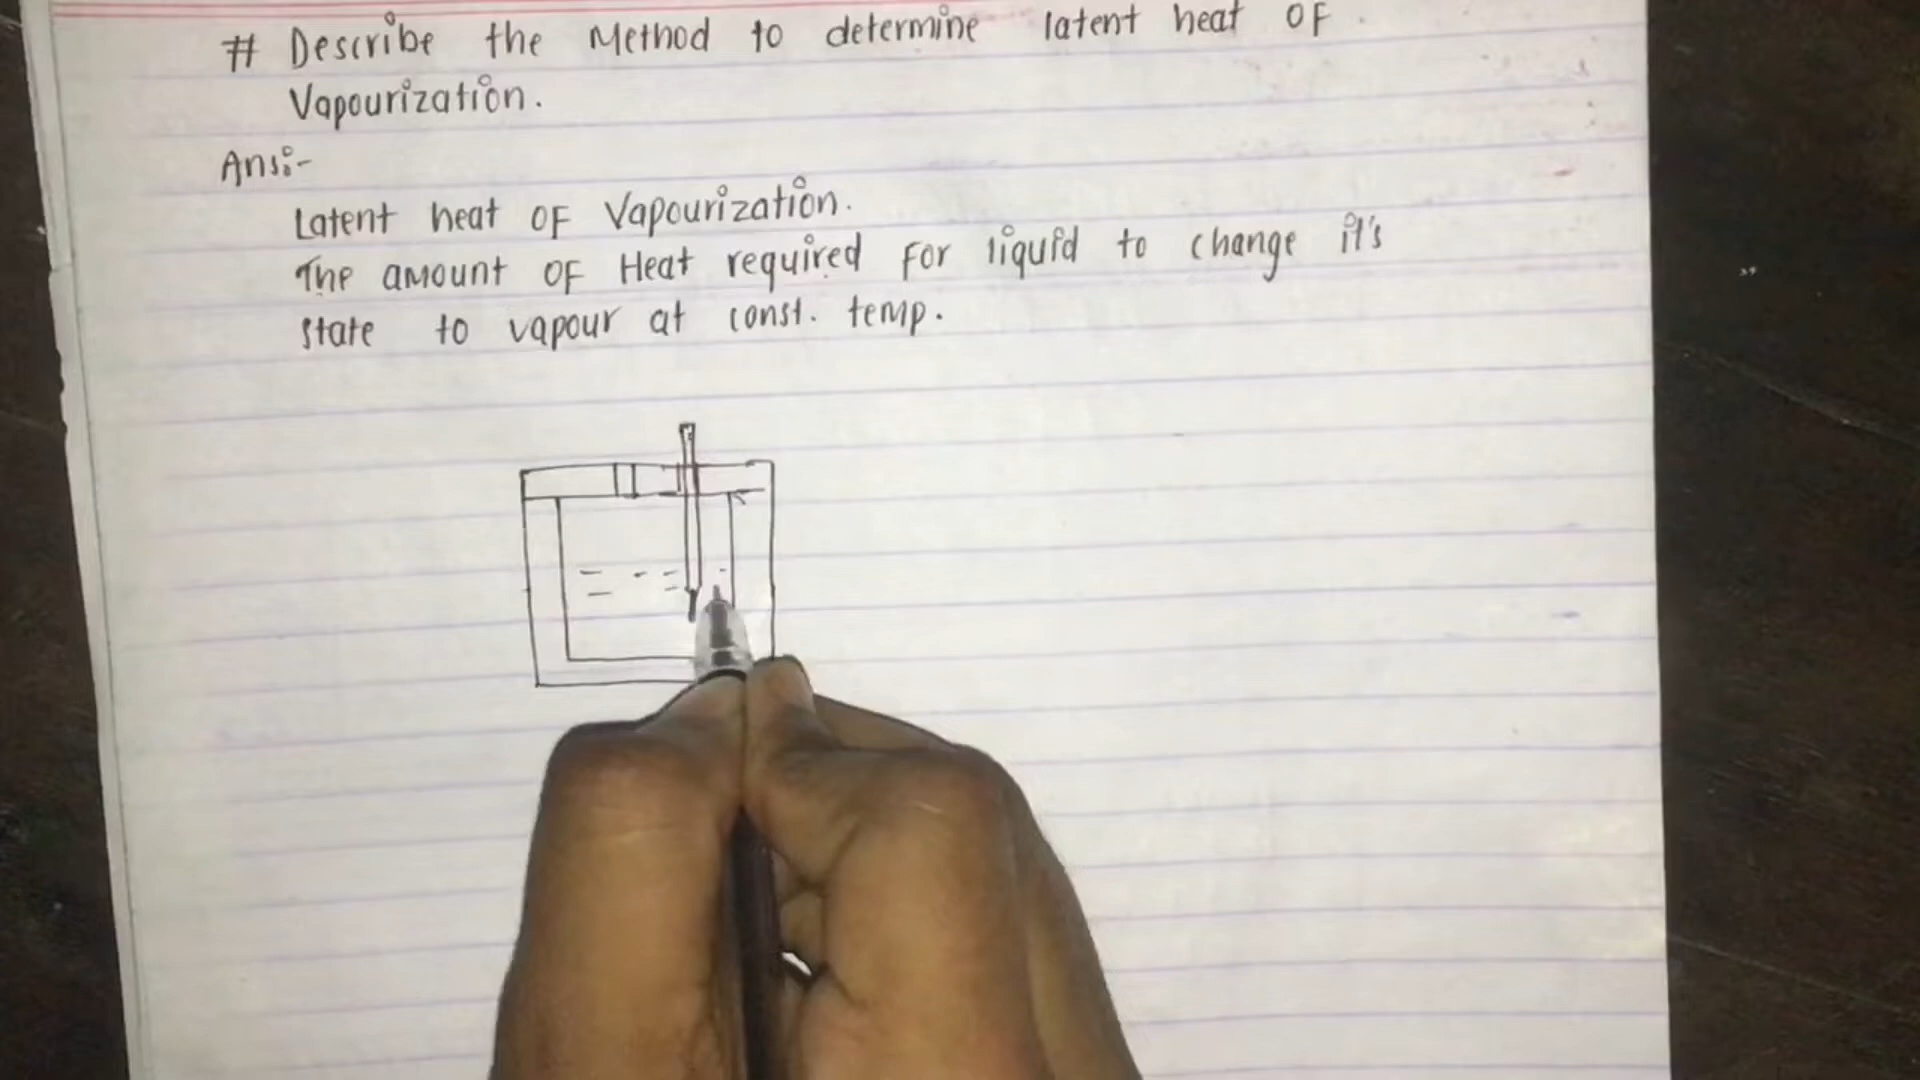 # Describe the Method to determine latent heat of
Vapourization.
Ans:-
Latent heat of Vapourization.
The amount of Heat required for liquid to change it's
state to vapour at const. temp.